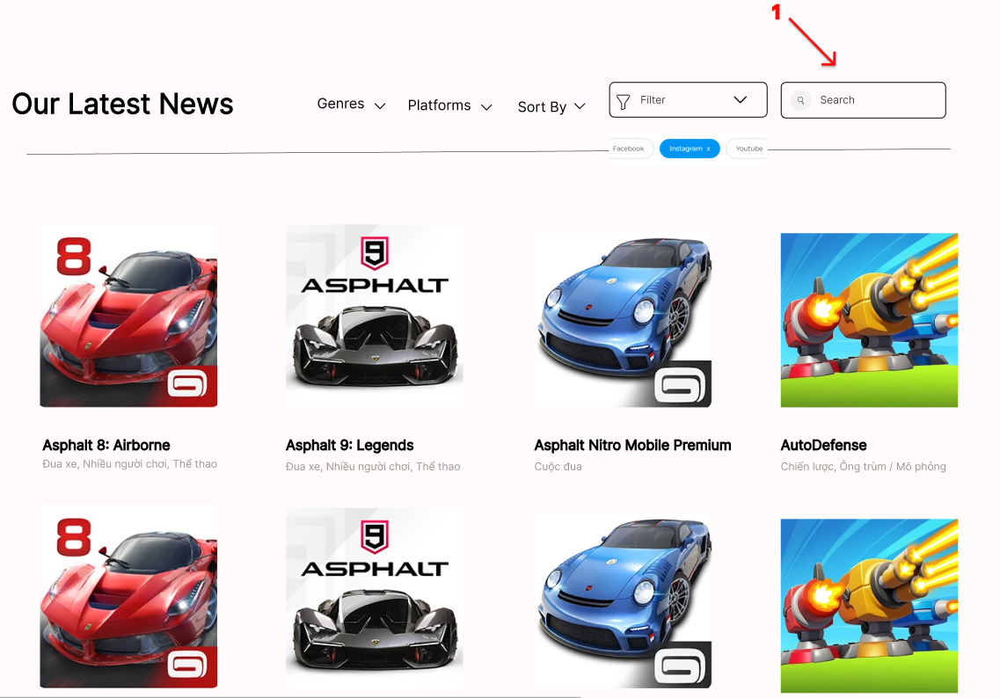 1
Our Latest News
Genres
Platforms
Sort By
Filter
Search
Facebook
Instagram x
Youtube
8
9
ASPHALT
Asphalt 8: Airborne
Asphalt 9: Legends
Asphalt Nitro Mobile Premium
AutoDefense
Đua xe, Nhiều người chơi, Thể thao
Đua xe, Nhiều người chơi, Thể thao
Cuộc đua
Chiến lược, Ông trùm / Mô phỏng
8
9
ASPHALT